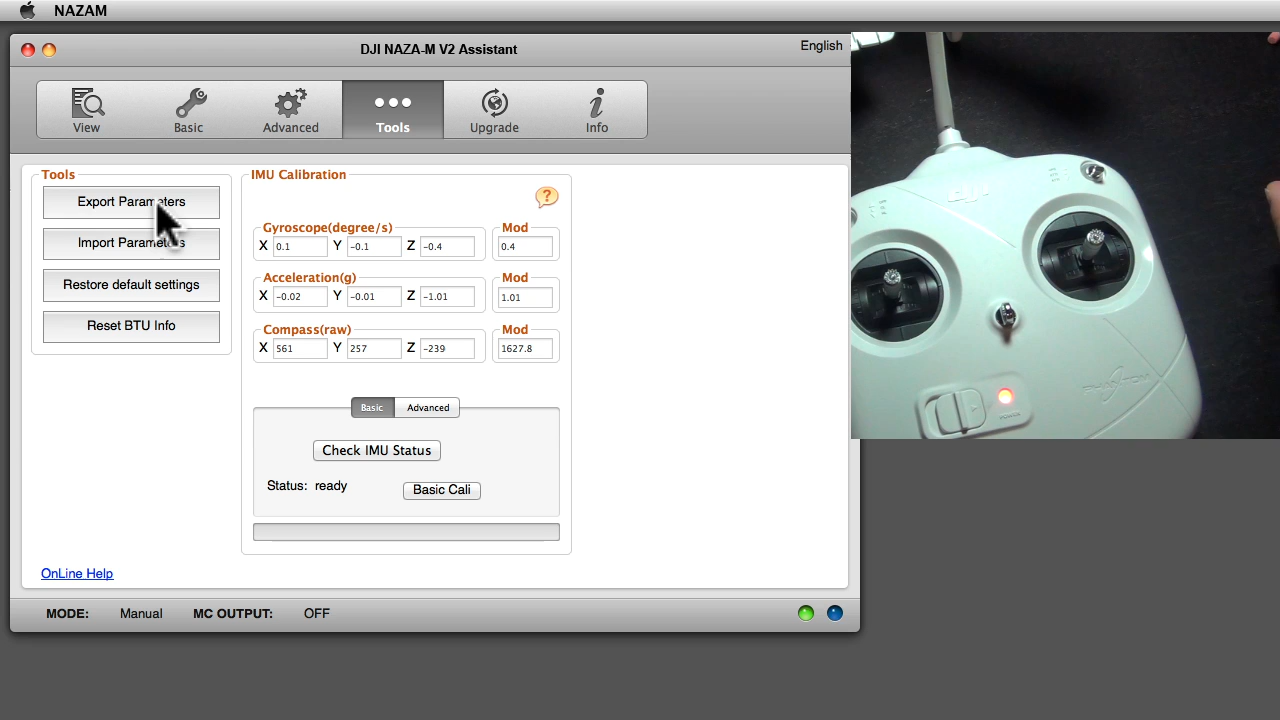 NAZAM
DJI NAZA-M V2 Assistant
English
View
Basic
Advanced
Tools
Upgrade
Info
Tools
Export Parameters
Import Parameters
Restore default settings
Reset BTU Info
IMU Calibration
?
Gyroscope(degree/s)
Mod
X 0.1 Y -0.1 Z -0.4
0.4
Acceleration(g)
Mod
X -0.02 Y -0.01 Z -1.01
1.01
Compass(raw)
Mod
X 561 Y 257 Z -239
1627.8
Basic
Advanced
Check IMU Status
Status: ready
Basic Cali
OnLine Help
MODE: Manual MC OUTPUT: OFF
DJI
PHANTOM
POWER